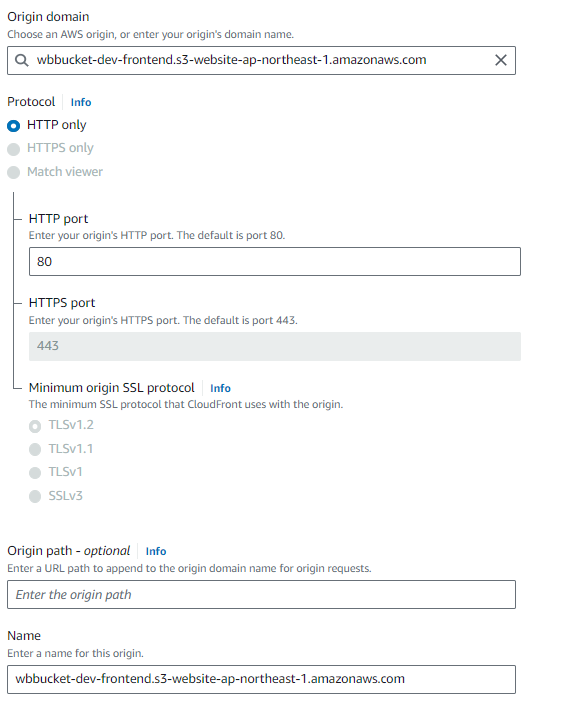 Origin domain
Choose an AWS origin, or enter your origin's domain name.
wbbucket-dev-frontend.s3-website-ap-northeast-1.amazonaws.com
Protocol Info
HTTP only
HTTPS only
Match viewer
HTTP port
Enter your origin's HTTP port. The default is port 80.
80
HTTPS port
Enter your origin's HTTPS port. The default is port 443.
443
Minimum origin SSL protocol Info
The minimum SSL protocol that CloudFront uses with the origin.
TLSv1.2
TLSv1.1
TLSv1
SSLv3
Origin path - optional Info
Enter a URL path to append to the origin domain name for origin requests.
Enter the origin path
Name
Enter a name for this origin.
wbbucket-dev-frontend.s3-website-ap-northeast-1.amazonaws.com